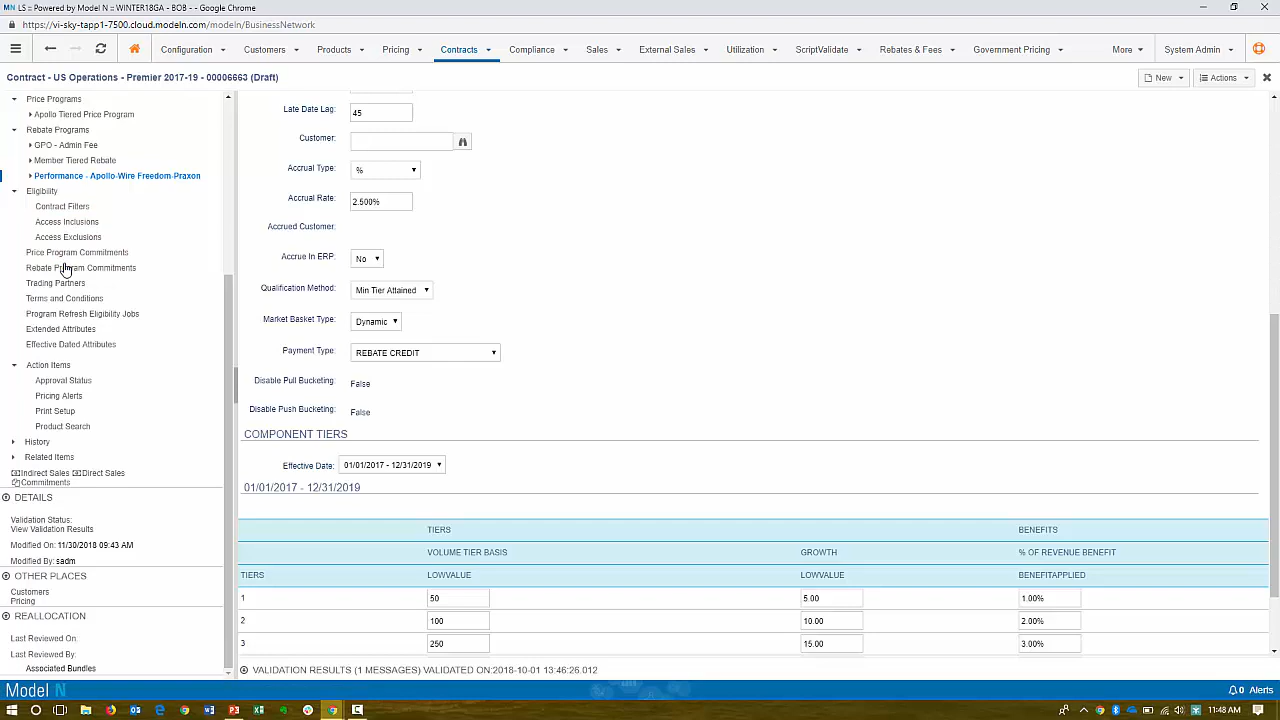 LS :: Powered by Model N :: WINTER18GA - BOB - - Google Chrome
https://vi-sky-tapp1-7500.cloud.modeln.com/modeln/BusinessNetwork
Configuration Customers Products Pricing Contracts Compliance Sales External Sales Utilization ScriptValidate Rebates & Fees Government Pricing More System Admin
Contract - US Operations - Premier 2017-19 - 00006663 (Draft)
New Actions
Price Programs
Apollo Tiered Price Program
Rebate Programs
GPO - Admin Fee
Member Tiered Rebate
Performance - Apollo-Wire Freedom-Praxon
Eligibility
Contract Filters
Access Inclusions
Access Exclusions
Price Program Commitments
Rebate Program Commitments
Trading Partners
Terms and Conditions
Program Refresh Eligibility Jobs
Extended Attributes
Effective Dated Attributes
Action Items
Approval Status
Pricing Alerts
Print Setup
Product Search
History
Related Items
Indirect Sales Direct Sales
Commitments
DETAILS
Validation Status:
View Validation Results
Modified On: 11/30/2018 09:43 AM
Modified By: sadm
OTHER PLACES
Customers
Pricing
REALLOCATION
Last Reviewed On:
Last Reviewed By:
Associated Bundles
Late Date Lag: 45
Customer:
Accrual Type: %
Accrual Rate: 2.500%
Accrued Customer:
Accrue In ERP: No
Qualification Method: Min Tier Attained
Market Basket Type: Dynamic
Payment Type: REBATE CREDIT
Disable Pull Bucketing: False
Disable Push Bucketing: False
COMPONENT TIERS
Effective Date: 01/01/2017 - 12/31/2019
01/01/2017 - 12/31/2019
TIERS BENEFITS
VOLUME TIER BASIS GROWTH % OF REVENUE BENEFIT
TIERS LOWVALUE LOWVALUE BENEFITAPPLIED
1 50 5.00 1.00%
2 100 10.00 2.00%
3 250 15.00 3.00%
VALIDATION RESULTS (1 MESSAGES) VALIDATED ON:2018-10-01 13:46:26.012
Model N
0 Alerts
11:48 AM